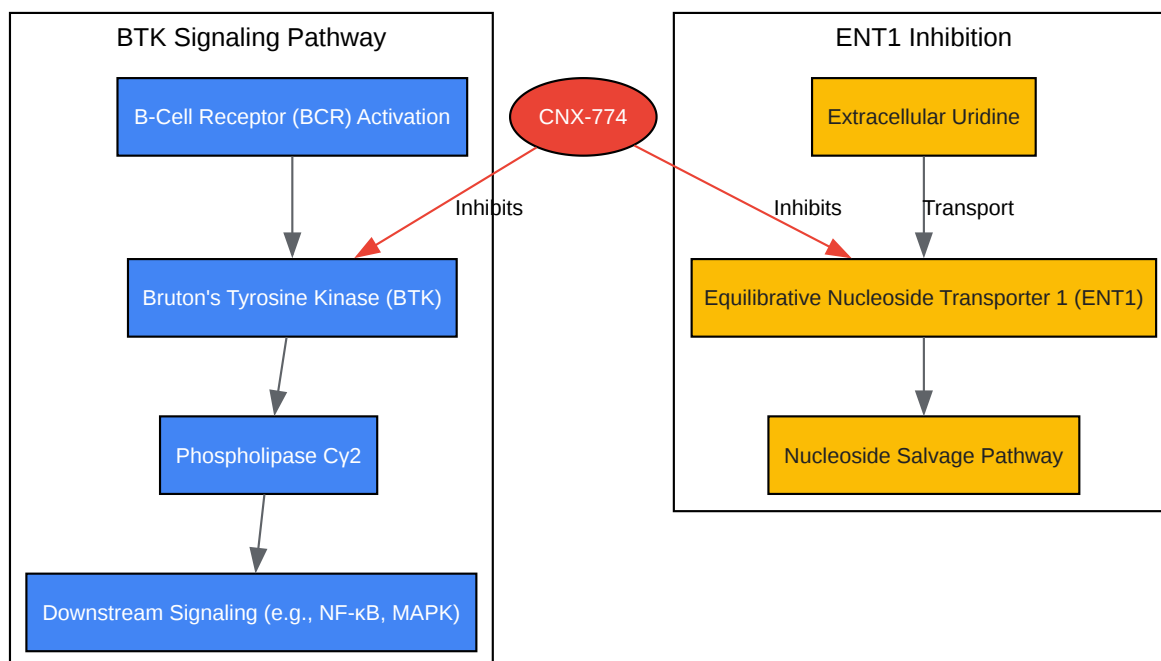 BTK Signaling Pathway
B-Cell Receptor (BCR) Activation
Inhibits
Bruton's Tyrosine Kinase (BTK)
Phospholipase Cγ2
Downstream Signaling (e.g., NF-κB, MAPK)
CNX-774
ENT1 Inhibition
Extracellular Uridine
Inhibits
Transport
Equilibrative Nucleoside Transporter 1 (ENT1)
Nucleoside Salvage Pathway